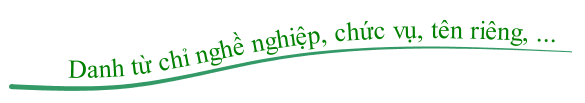 Danh từ chỉ nghề nghiệp, chức vụ, tên riêng, ...